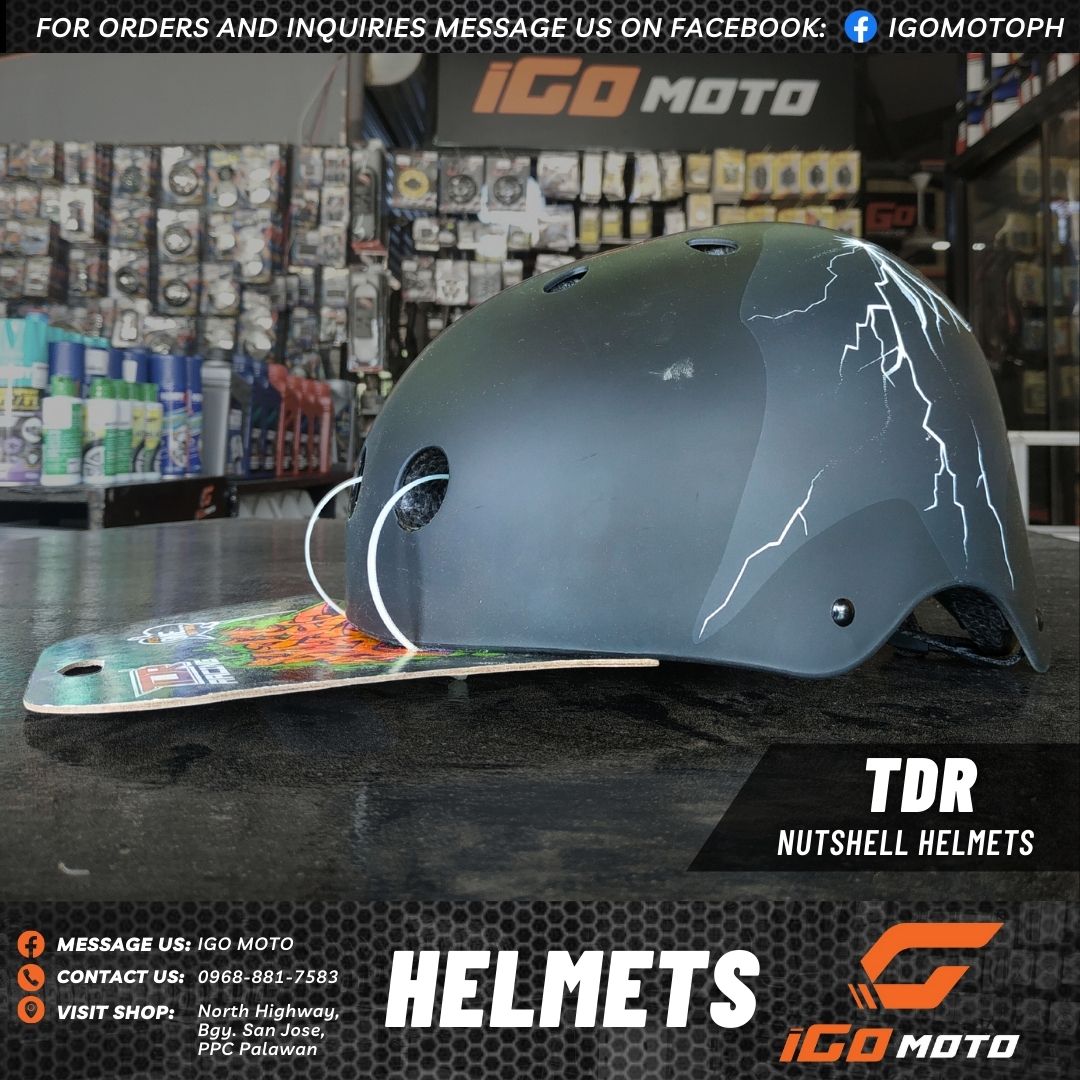 FOR ORDERS AND INQUIRIES MESSAGE US ON FACEBOOK: IGOMOTOPH
iGO MOTO
GO
TDR
NUTSHELL HELMETS
MESSAGE US: IGO MOTO
CONTACT US: 0968-881-7583
VISIT SHOP: North Highway,
Bgy. San Jose,
PPC Palawan
HELMETS
iGO MOTO